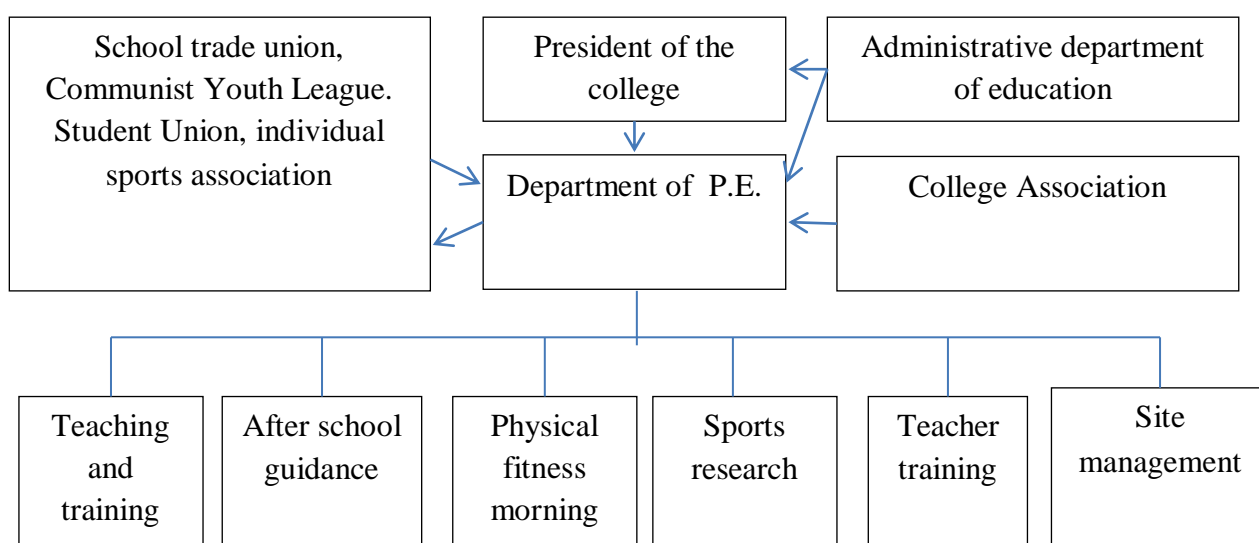 School trade union,
Communist Youth League.
Student Union, individual
sports association
President of the
college
Administrative department
of education
Department of P.E.
College Association
Teaching
and
training
After school
guidance
Physical
fitness
morning
Sports
research
Teacher
training
Site
management